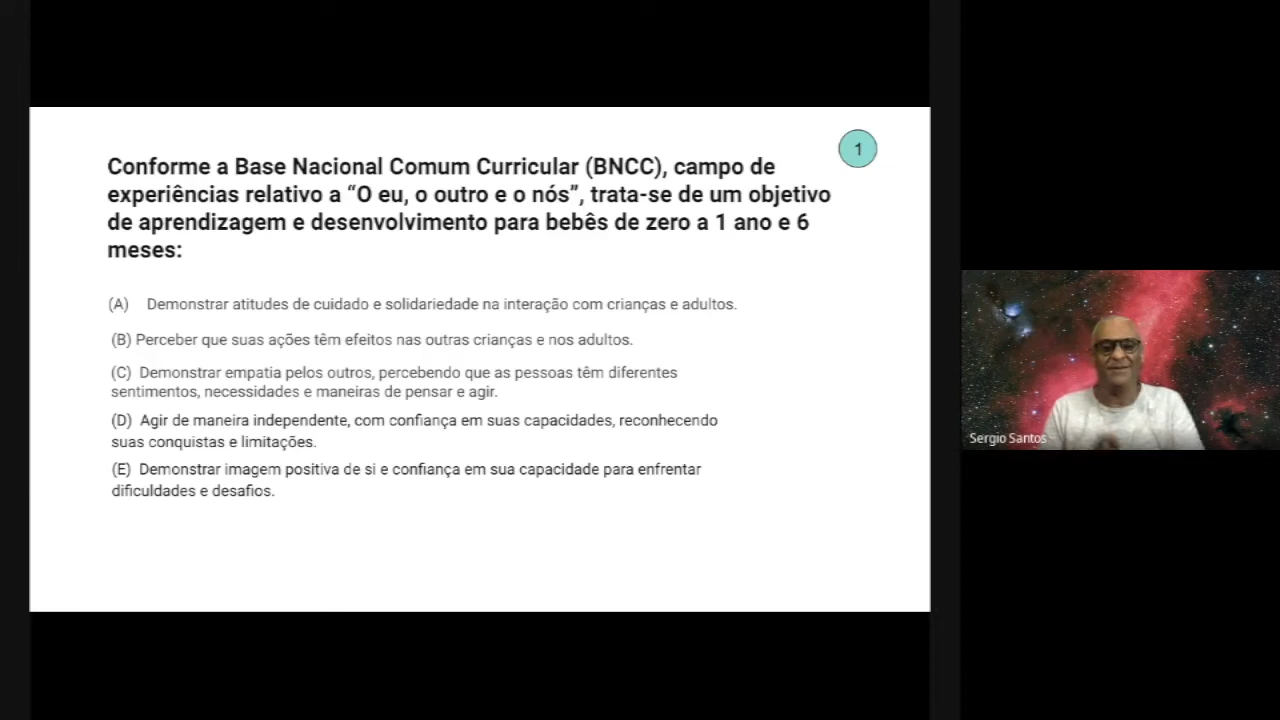 1
Conforme a Base Nacional Comum Curricular (BNCC), campo de
experiências relativo a “O eu, o outro e o nós”, trata-se de um objetivo
de aprendizagem e desenvolvimento para bebês de zero a 1 ano e 6
meses:
(A) Demonstrar atitudes de cuidado e solidariedade na interação com crianças e adultos.
(B) Perceber que suas ações têm efeitos nas outras crianças e nos adultos.
(C) Demonstrar empatia pelos outros, percebendo que as pessoas têm diferentes
sentimentos, necessidades e maneiras de pensar e agir.
(D) Agir de maneira independente, com confiança em suas capacidades, reconhecendo
suas conquistas e limitações.
(E) Demonstrar imagem positiva de si e confiança em sua capacidade para enfrentar
dificuldades e desafios.
Sergio Santos